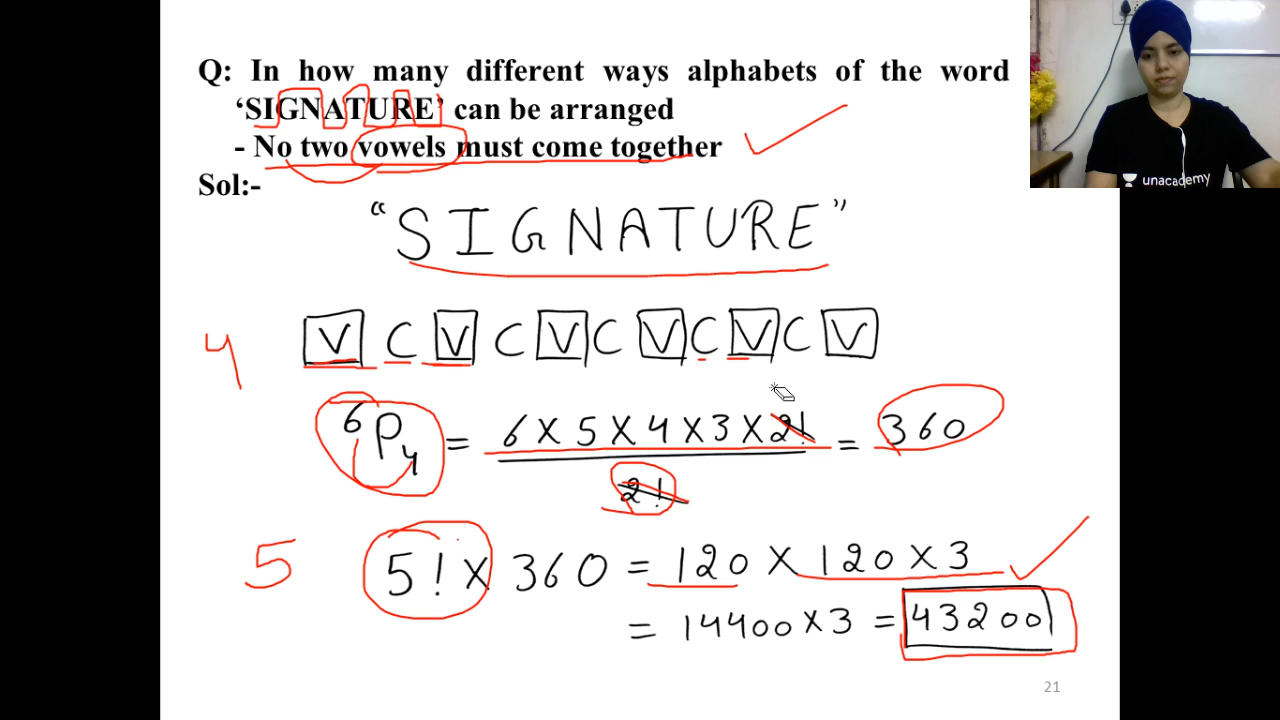 Q: In how many different ways alphabets of the word
‘SIGNATURE’ can be arranged
- No two vowels must come together
Sol:-
unacademy
“SIGNATURE”
4 V C V C V C V C V C V
6P4 = 6 X 5 X 4 X 3 X 2! = 360
2!
5 5! X 360 = 120 X 120 X 3
= 14400 X 3 = 43200
21